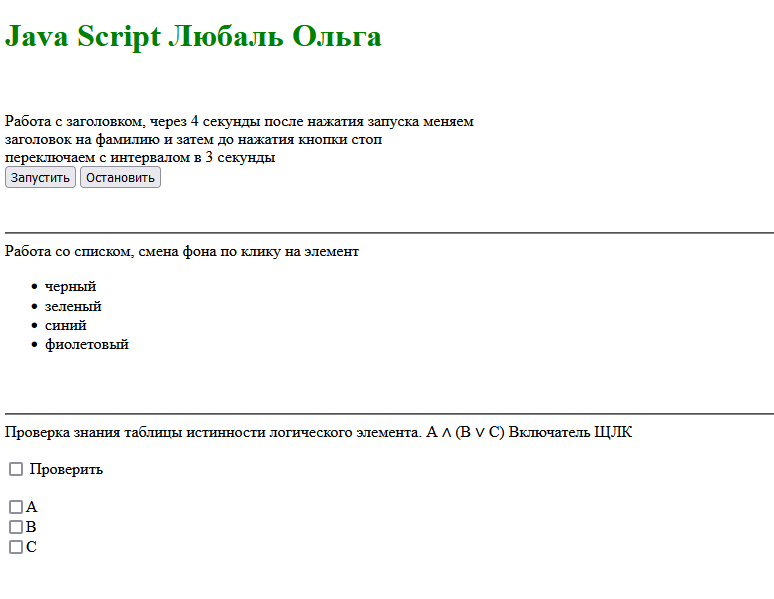 Java Script Любаль Ольга
Работа с заголовком, через 4 секунды после нажатия запуска меняем
заголовок на фамилию и затем до нажатия кнопки стоп
переключаем с интервалом в 3 секунды
Запустить Остановить
Работа со списком, смена фона по клику на элемент
черный
зеленый
синий
фиолетовый
Проверка знания таблицы истинности логического элемента. A ∧ (B ∨ C) Включатель ЩЛК
Проверить
A
B
C